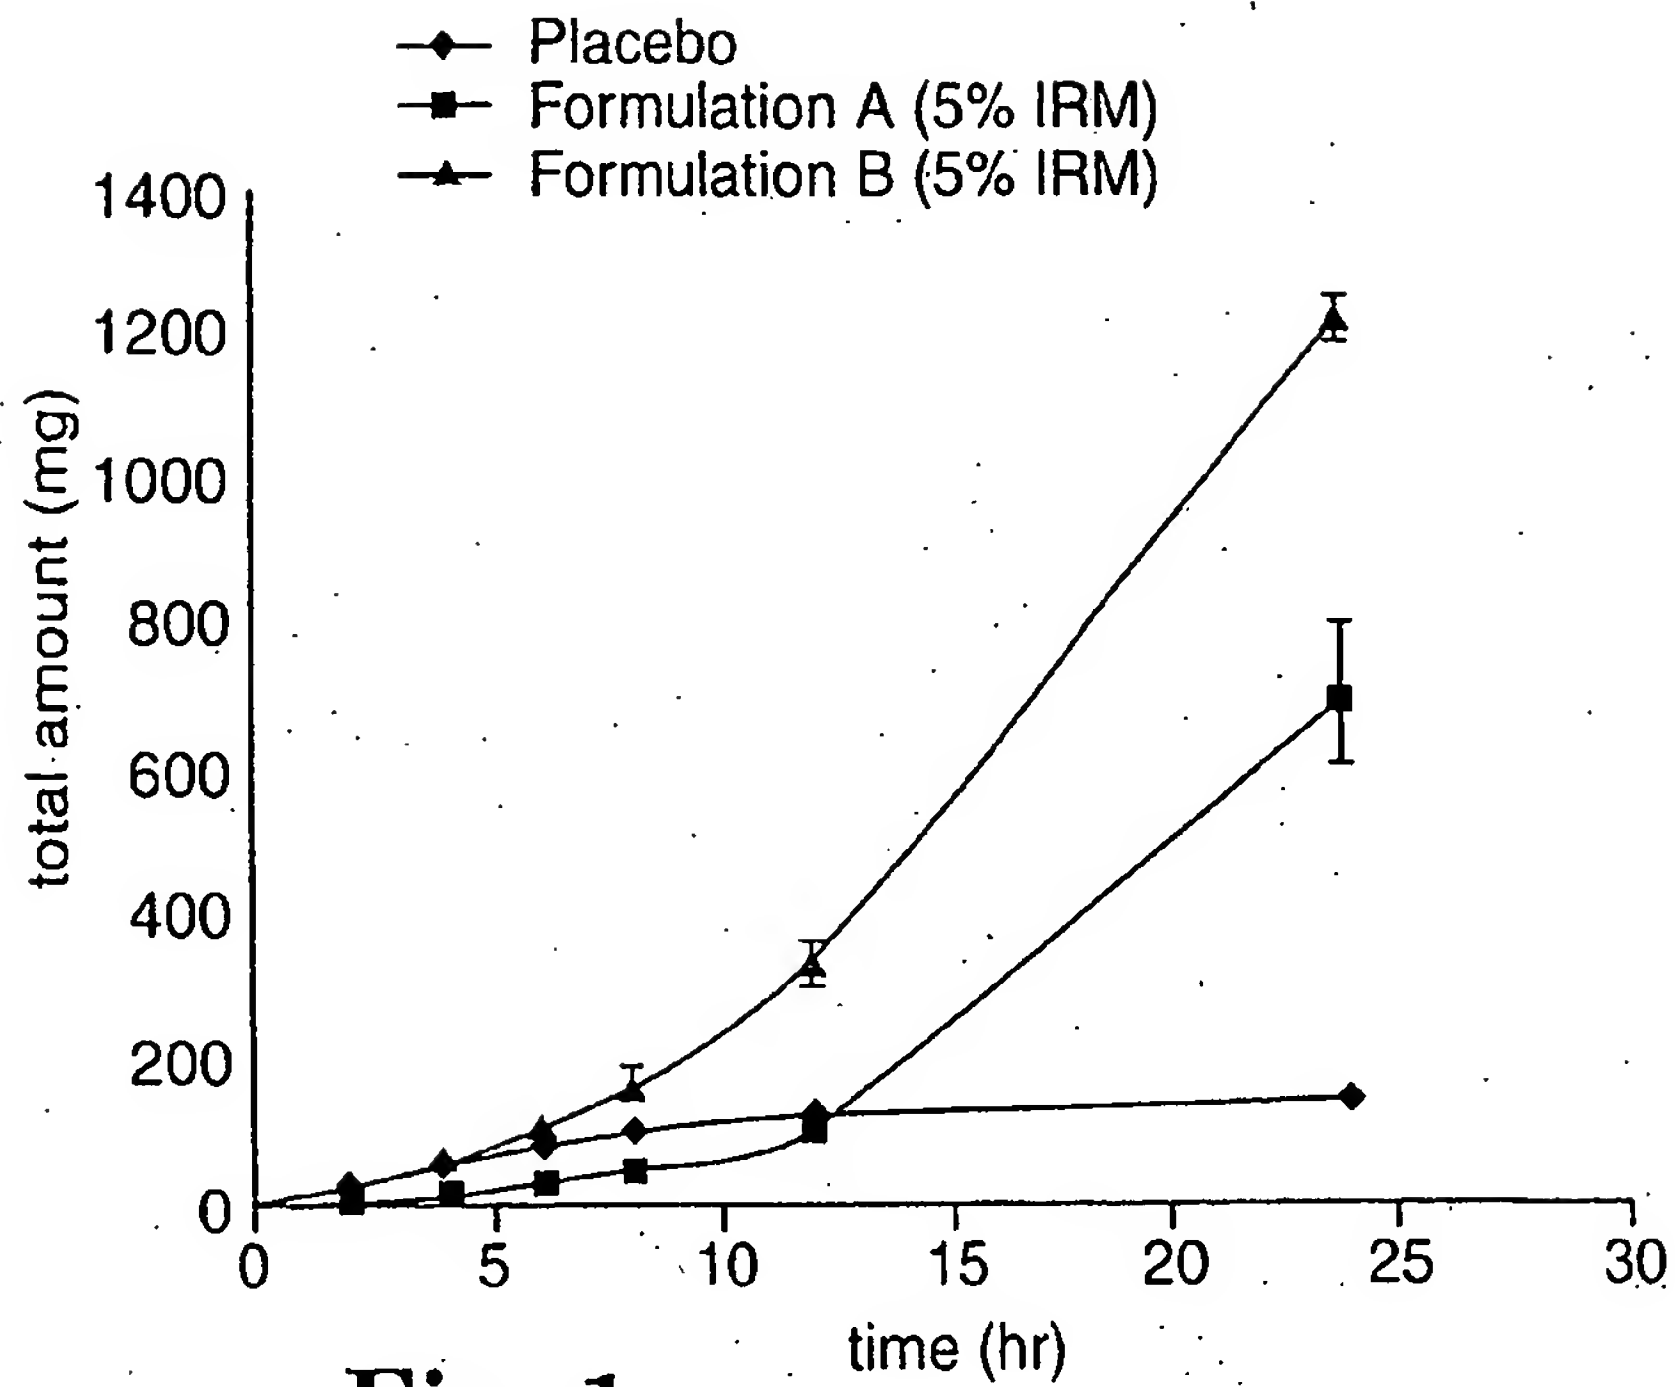 Placebo
Formulation A (5% IRM)
Formulation B (5% IRM)
1400
1200
1000
800
600
400
200
0
total amount (mg)
0 5 10 15 20 25 30
time (hr)